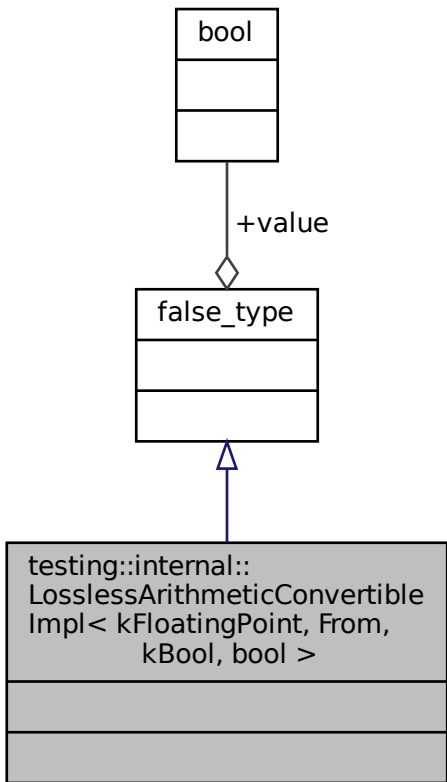 bool
+value
false_type
testing::internal::
LosslessArithmeticConvertible
Impl< kFloatingPoint, From,
kBool, bool >